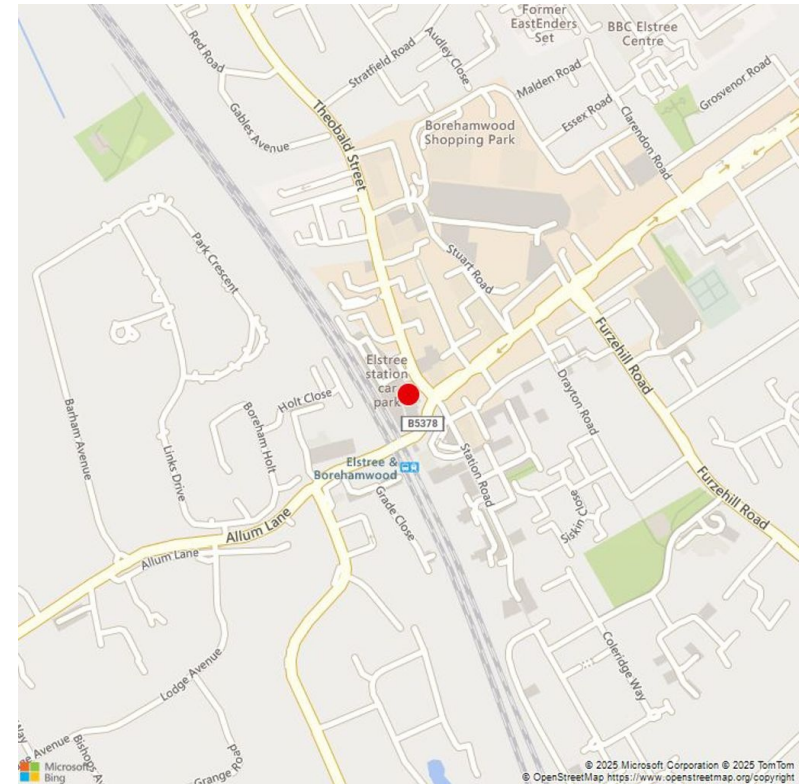 Former
EastEnders
Set
BBC Elstree
Centre
Red Road
Stratfield Road
Audley Close
Malden Road
Grosvenor Road
Gables Avenue
Theobald Street
Essex Road
Clarendon Road
Borehamwood
Shopping Park
Park Crescent
Stuart Road
Furzehill Road
Elstree
station
car
park
Holt Close
Drayton Road
B5378
Barham Avenue
Boreham Holt
Links Drive
Elstree &
Borehamwood
Station Road
Grade Close
Siskin Close
Furzehill Road
Allum Lane
Allum Lane
Coleridge Way
Lodge Avenue
Grange Road
Microsoft
Bing
© 2025 Microsoft Corporation © 2025 TomTom
© OpenStreetMap https://www.openstreetmap.org/copyright